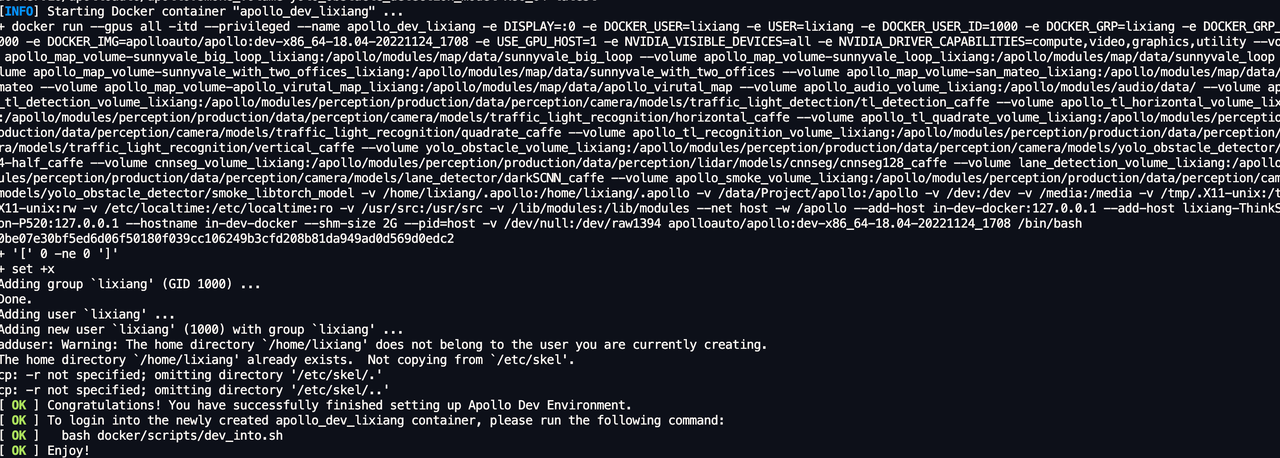 [INFO] Starting Docker container "apollo_dev_lixiang" ...
+ docker run --gpus all -itd --privileged --name apollo_dev_lixiang -e DISPLAY=:0 -e DOCKER_USER=lixiang -e USER=lixiang -e DOCKER_USER_ID=1000 -e DOCKER_GRP=lixiang -e DOCKER_GRP_
000 -e DOCKER_IMG=apolloauto/apollo:dev-x86_64-18.04-20221124_1708 -e USE_GPU_HOST=1 -e NVIDIA_VISIBLE_DEVICES=all -e NVIDIA_DRIVER_CAPABILITIES=compute,video,graphics,utility --vo
apollo_map_volume-sunnyvale_big_loop_lixiang:/apollo/modules/map/data/sunnyvale_big_loop --volume apollo_map_volume-sunnyvale_loop_lixiang:/apollo/modules/map/data/sunnyvale_loop
lume apollo_map_volume-sunnyvale_with_two_offices_lixiang:/apollo/modules/map/data/sunnyvale_with_two_offices --volume apollo_map_volume-san_mateo_lixiang:/apollo/modules/map/data/
mateo --volume apollo_map_volume-apollo_virutal_map_lixiang:/apollo/modules/map/data/apollo_virutal_map --volume apollo_audio_volume_lixiang:/apollo/modules/audio/data/ --volume ap
_tl_detection_volume_lixiang:/apollo/modules/perception/production/data/perception/camera/models/traffic_light_detection/tl_detection_caffe --volume apollo_tl_horizontal_volume_lix
:/apollo/modules/perception/production/data/perception/camera/models/traffic_light_recognition/horizontal_caffe --volume apollo_tl_quadrate_volume_lixiang:/apollo/modules/perceptio
oduction/data/perception/camera/models/traffic_light_recognition/quadrate_caffe --volume apollo_tl_recognition_volume_lixiang:/apollo/modules/perception/production/data/perception/
ra/models/traffic_light_recognition/vertical_caffe --volume yolo_obstacle_volume_lixiang:/apollo/modules/perception/production/data/perception/camera/models/yolo_obstacle_detector/
4-half_caffe --volume cnnseg_volume_lixiang:/apollo/modules/perception/production/data/perception/lidar/models/cnnseg/cnnseg128_caffe --volume lane_detection_volume_lixiang:/apollo
ules/perception/production/data/perception/camera/models/lane_detector/darkSCNN_caffe --volume apollo_smoke_volume_lixiang:/apollo/modules/perception/production/data/perception/cam
models/yolo_obstacle_detector/smoke_libtorch_model -v /home/lixiang/.apollo:/home/lixiang/.apollo -v /data/Project/apollo:/apollo -v /dev:/dev -v /media:/media -v /tmp/.X11-unix:/t
X11-unix:rw -v /etc/localtime:/etc/localtime:ro -v /usr/src:/usr/src -v /lib/modules:/lib/modules --net host -w /apollo --add-host in-dev-docker:127.0.0.1 --add-host lixiang-ThinkS
on-P520:127.0.0.1 --hostname in-dev-docker --shm-size 2G --pid=host -v /dev/null:/dev/raw1394 apolloauto/apollo:dev-x86_64-18.04-20221124_1708 /bin/bash
0be07e30bf5ed6d06f50180f039cc106249b3cfd208b81da949ad0d569d0edc2
+ '[' 0 -ne 0 ']'
+ set +x
Adding group `lixiang' (GID 1000) ...
Done.
Adding user `lixiang' ...
Adding new user `lixiang' (1000) with group `lixiang' ...
adduser: Warning: The home directory `/home/lixiang' does not belong to the user you are currently creating.
The home directory `/home/lixiang' already exists.  Not copying from `/etc/skel'.
cp: -r not specified; omitting directory '/etc/skel/.'
cp: -r not specified; omitting directory '/etc/skel/..'
[ OK ] Congratulations! You have successfully finished setting up Apollo Dev Environment.
[ OK ] To login into the newly created apollo_dev_lixiang container, please run the following command:
[ OK ]   bash docker/scripts/dev_into.sh
[ OK ] Enjoy!